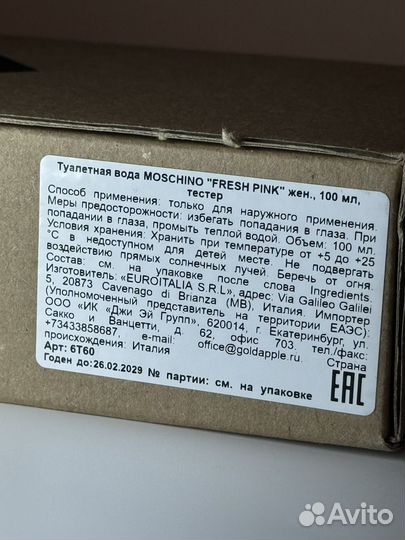 Туалетная вода MOSCHINO "FRESH PINK" жен., 100 мл,
тестер
Способ применения: только для наружного применения.
Меры предосторожности: избегать попадания в глаза. При
попадании в глаза, промыть теплой водой. Объем: 100 мл.
Условия хранения: Хранить при температуре от +5 до +25
°C в недоступном для детей месте. Не подвергать
воздействию прямых солнечных лучей. Беречь от огня.
Состав: см. на упаковке после слова Ingredients.
Изготовитель: «EUROITALIA S.R.L», адрес: Via Galileo Galilei
5, 20873 Cavenago di Brianza (MB), Италия. Импортер
(Уполномоченный представитель на территории ЕАЭС):
ООО «ИК «Джи Эй Групп», 620014, г. Екатеринбург, ул.
Сакко и Ванцетти, д. 62, офис 703. тел./факс:
+73433858687, e-mail: office@goldapple.ru Страна
происхождения: Италия
Арт: 6T60
Годен до:26.02.2029 № партии: см. на упаковке
EAC
Avito